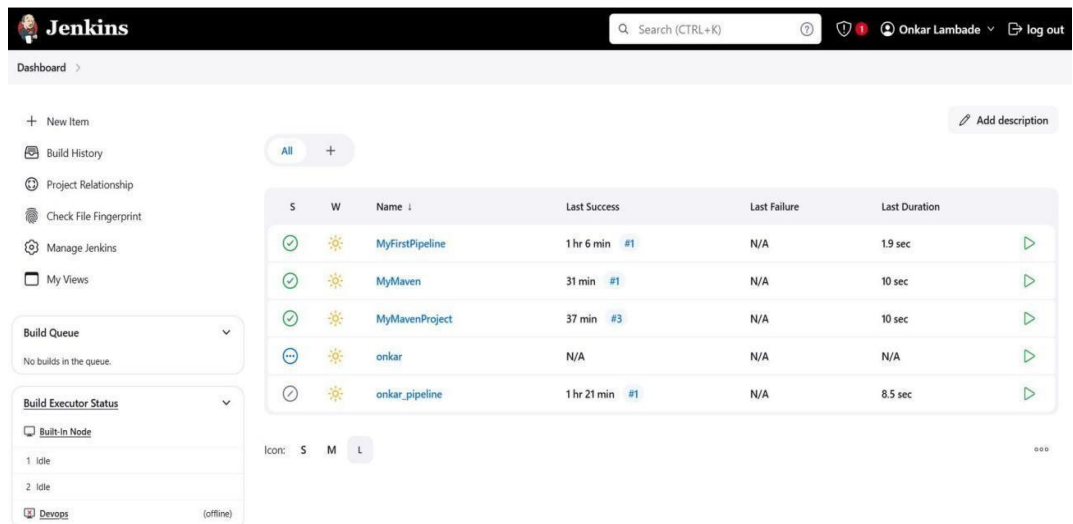 Jenkins
Search (CTRL+K)
1
Onkar Lambade
log out
Dashboard
New Item
Build History
Project Relationship
Check File Fingerprint
Manage Jenkins
My Views
Build Queue
No builds in the queue.
Build Executor Status
Built-In Node
1 Idle
2 Idle
Devops (offline)
Add description
All +
S W Name ↓ Last Success Last Failure Last Duration
MyFirstPipeline 1 hr 6 min #1 N/A 1.9 sec
MyMaven 31 min #1 N/A 10 sec
MyMavenProject 37 min #3 N/A 10 sec
onkar N/A N/A N/A
onkar_pipeline 1 hr 21 min #1 N/A 8.5 sec
Icon: S M L